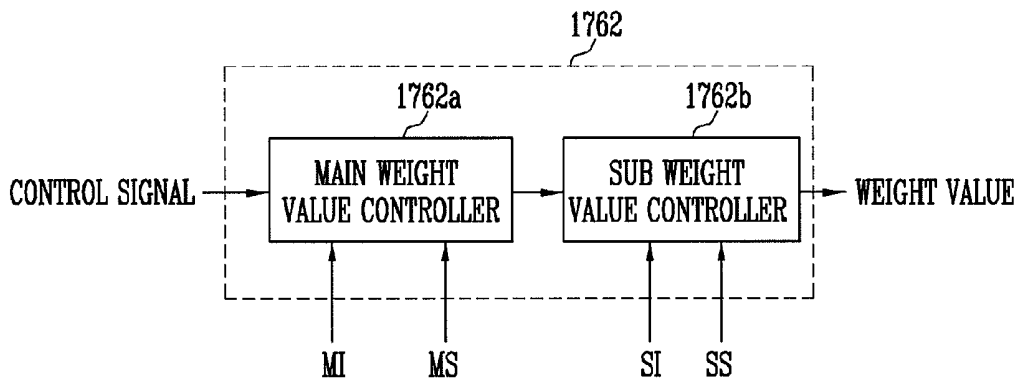 1762
1762a
1762b
CONTROL SIGNAL
MAIN WEIGHT
VALUE CONTROLLER
SUB WEIGHT
VALUE CONTROLLER
WEIGHT VALUE
MI
MS
SI
SS